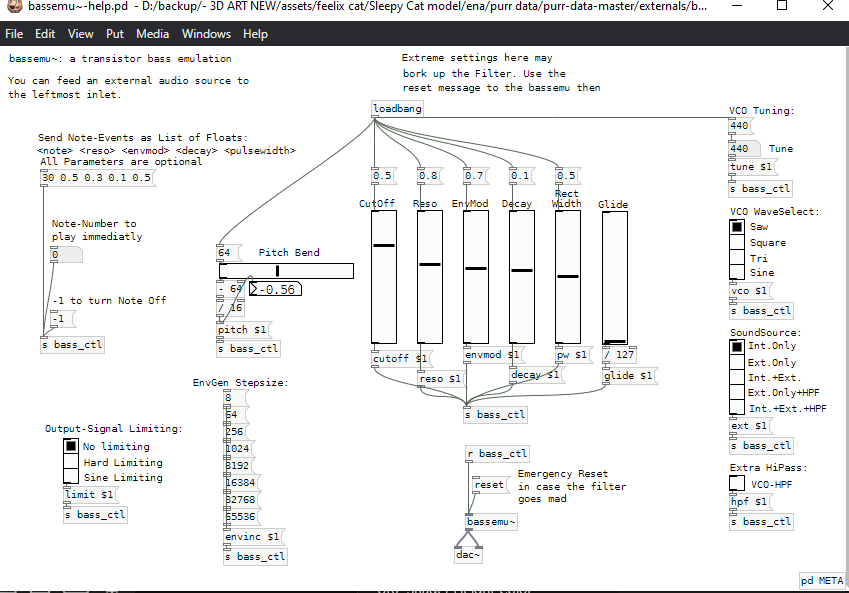 bassemu~-help.pd - D:/backup/- 3D ART NEW/assets/feelix cat/Sleepy Cat model/ena/purr data/purr-data-master/externals/b...
File Edit View Put Media Windows Help
bassemu~: a transistor bass emulation
You can feed an external audio source to
the leftmost inlet.
Extreme settings here may
bork up the Filter. Use the
reset message to the bassemu then
loadbang
Send Note-Events as List of Floats:
<note> <reso> <envmod> <decay> <pulsewidth>
All Parameters are optional
30 0.5 0.3 0.1 0.5
Note-Number to
play immediatly
0
-1 to turn Note Off
-1
s bass_ctl
64
Pitch Bend
- 64
-0.56
/ 16
pitch $1
s bass_ctl
0.5 0.8 0.7 0.1 0.5
CutOff Reso EnvMod Decay Rect
Width Glide
cutoff $1
reso $1
envmod $1
decay $1
pw $1
/ 127
glide $1
s bass_ctl
VCO Tuning:
440
440 Tune
tune $1
s bass_ctl
VCO WaveSelect:
Saw
Square
Tri
Sine
vco $1
s bass_ctl
SoundSource:
Int.Only
Ext.Only
Int.+Ext.
Ext.Only+HPF
Int.+Ext.+HPF
ext $1
s bass_ctl
Extra HiPass:
VCO-HPF
hpf $1
s bass_ctl
EnvGen Stepsize:
8
64
256
1024
8192
16384
32768
65536
envinc $1
s bass_ctl
Output-Signal Limiting:
No limiting
Hard Limiting
Sine Limiting
limit $1
s bass_ctl
r bass_ctl
reset
Emergency Reset
in case the filter
goes mad
bassemu~
dac~
pd META